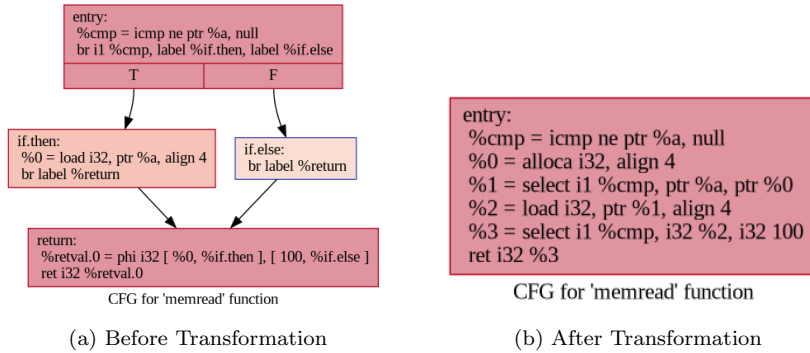 entry:
%cmp = icmp ne ptr %a, null
br i1 %cmp, label %if.then, label %if.else
T
F
if.then:
%0 = load i32, ptr %a, align 4
br label %return
if.else:
br label %return
return:
%retval.0 = phi i32 [ %0, %if.then ], [ 100, %if.else ]
ret i32 %retval.0
CFG for 'memread' function
(a) Before Transformation
entry:
%cmp = icmp ne ptr %a, null
%0 = alloca i32, align 4
%1 = select i1 %cmp, ptr %a, ptr %0
%2 = load i32, ptr %1, align 4
%3 = select i1 %cmp, i32 %2, i32 100
ret i32 %3
CFG for 'memread' function
(b) After Transformation